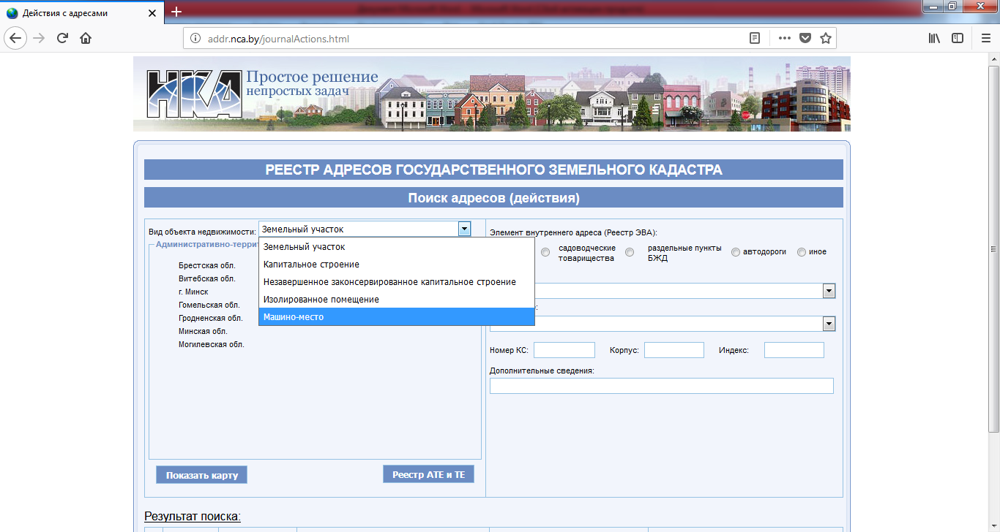 Действия с адресами
addr.nca.by/journalActions.html
НКА
Простое решение
непростых задач
STOP
РЕЕСТР АДРЕСОВ ГОСУДАРСТВЕННОГО ЗЕМЕЛЬНОГО КАДАСТРА
Поиск адресов (действия)
Вид объекта недвижимости: Земельный участок
Земельный участок
Капитальное строение
Незавершенное законсервированное капитальное строение
Изолированное помещение
Машино-место
Административно-террит
Брестская обл.
Витебская обл.
г. Минск
Гомельская обл.
Гродненская обл.
Минская обл.
Могилевская обл.
Показать карту
Реестр АТЕ и ТЕ
Элемент внутреннего адреса (Реестр ЭВА):
садоводческие
товарищества
раздельные пункты
БЖД
автодороги
иное
Номер КС:
Корпус:
Индекс:
Дополнительные сведения:
Результат поиска: